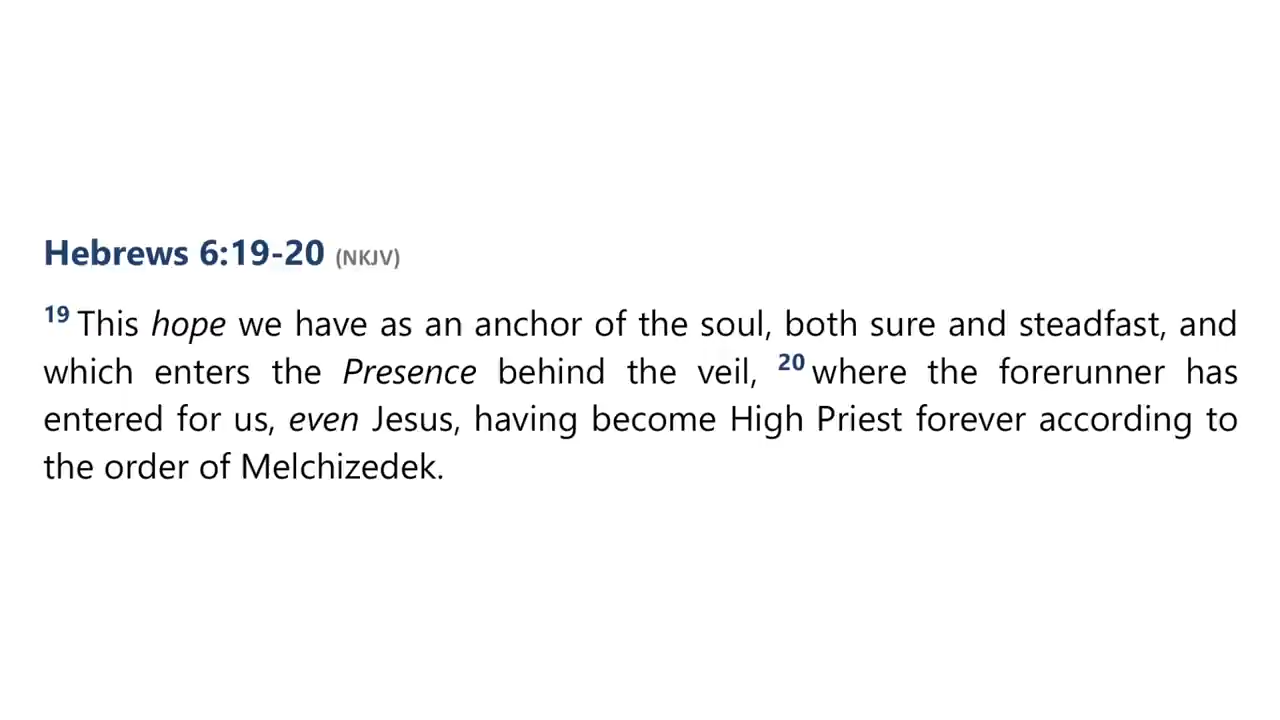 Hebrews 6:19-20 (NKJV)
19 This hope we have as an anchor of the soul, both sure and steadfast, and
which enters the Presence behind the veil, 20 where the forerunner has
entered for us, even Jesus, having become High Priest forever according to
the order of Melchizedek.